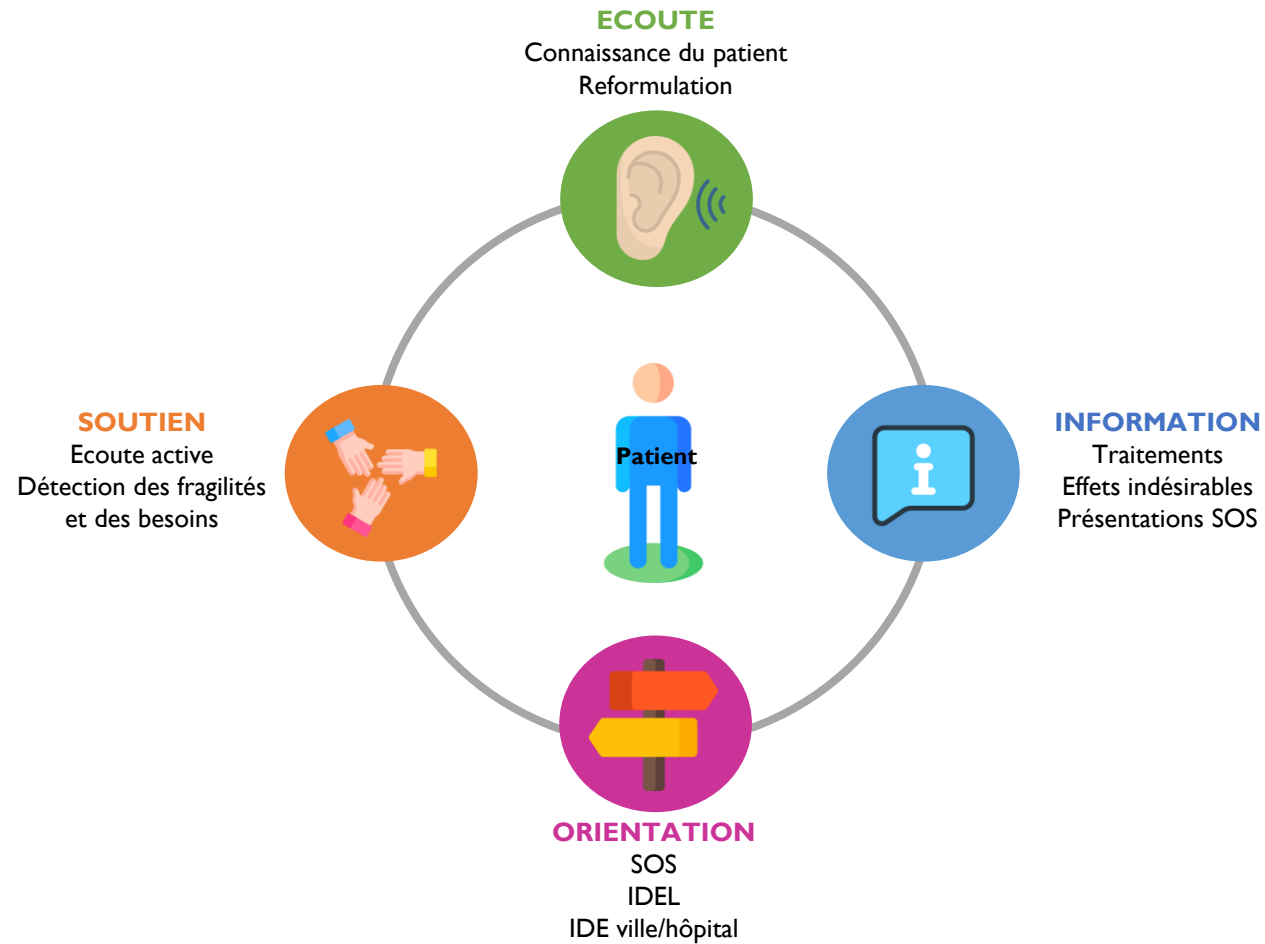 ECOUTE
Connaissance du patient
Reformulation
SOUTIEN
Ecoute active
Détection des fragilités
et des besoins
Patient
INFORMATION
Traitements
Effets indésirables
Présentations SOS
ORIENTATION
SOS
IDEL
IDE ville/hôpital